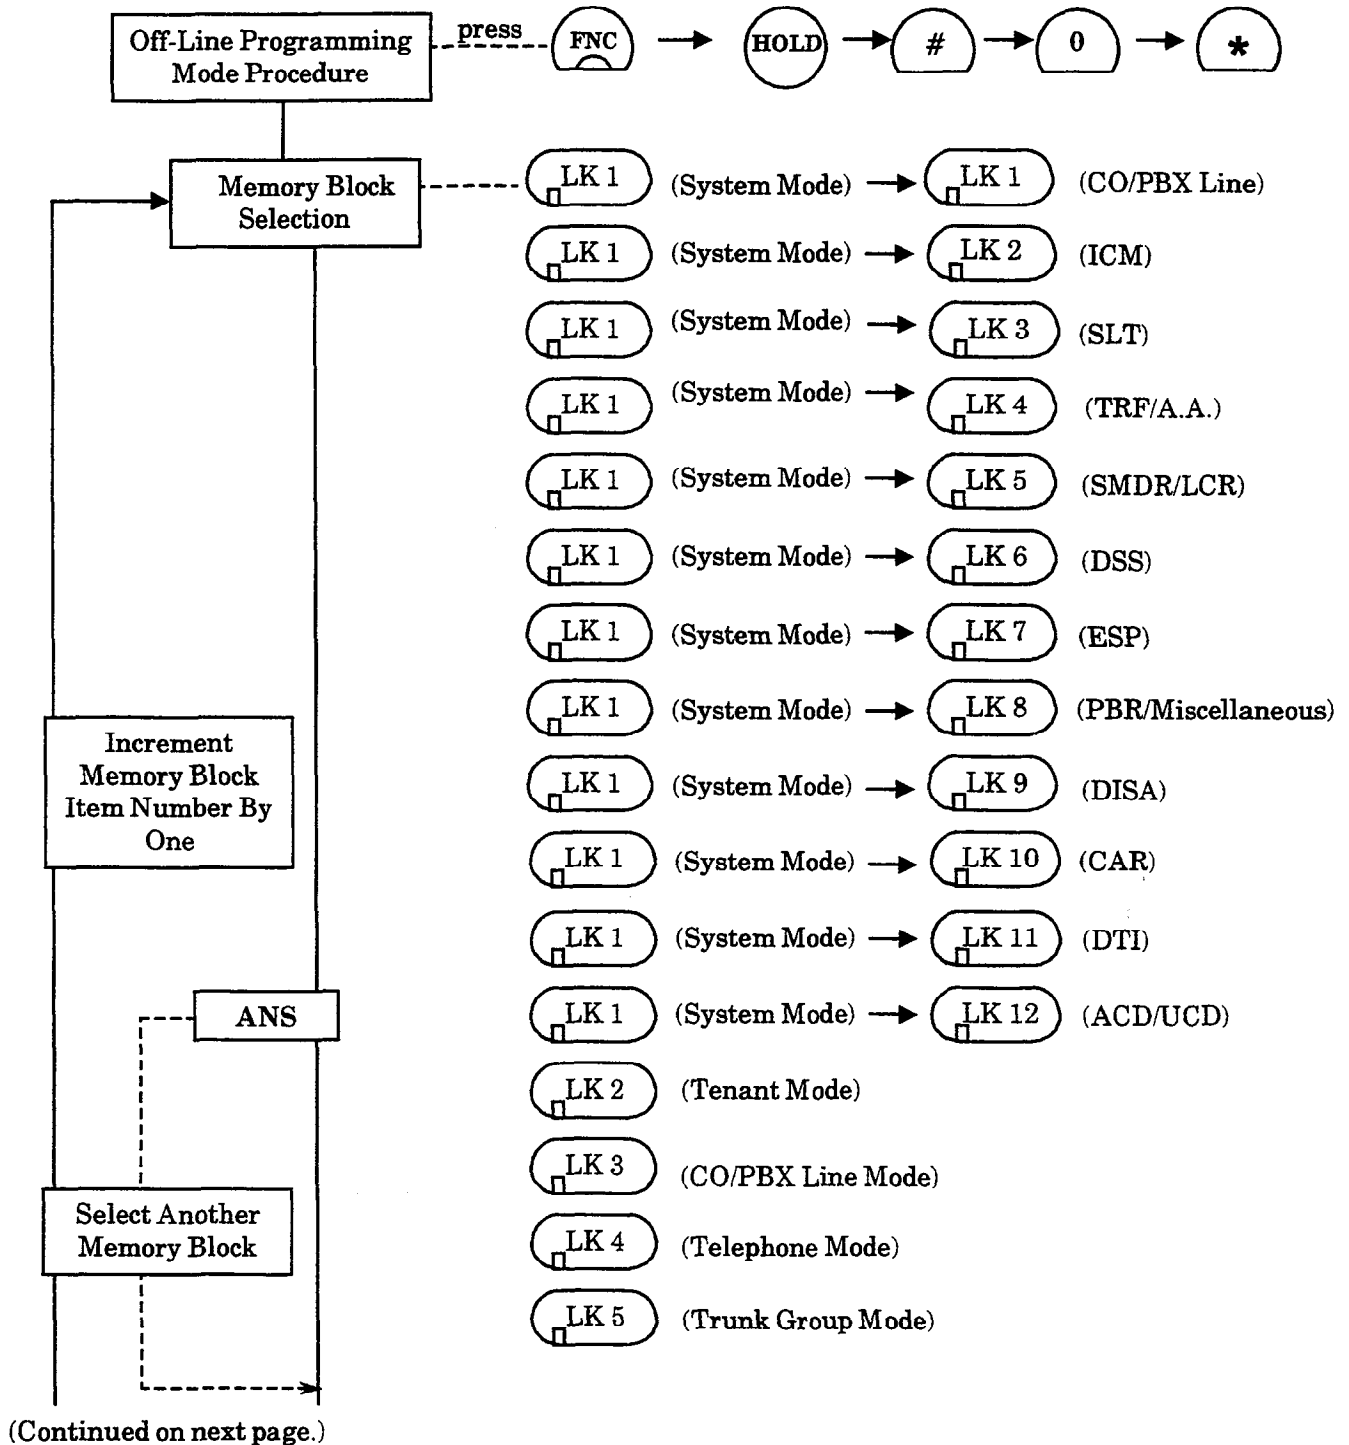 Off-Line Programming
Mode Procedure
press
FNC
HOLD
#
0
*
Memory Block
Selection
LK 1 (System Mode) LK 1 (CO/PBX Line)
LK 1 (System Mode) LK 2 (ICM)
LK 1 (System Mode) LK 3 (SLT)
LK 1 (System Mode) LK 4 (TRF/A.A.)
LK 1 (System Mode) LK 5 (SMDR/LCR)
LK 1 (System Mode) LK 6 (DSS)
LK 1 (System Mode) LK 7 (ESP)
LK 1 (System Mode) LK 8 (PBR/Miscellaneous)
Increment
Memory Block
Item Number By
One
LK 1 (System Mode) LK 9 (DISA)
LK 1 (System Mode) LK 10 (CAR)
LK 1 (System Mode) LK 11 (DTI)
ANS
LK 1 (System Mode) LK 12 (ACD/UCD)
LK 2 (Tenant Mode)
LK 3 (CO/PBX Line Mode)
Select Another
Memory Block
LK 4 (Telephone Mode)
LK 5 (Trunk Group Mode)
(Continued on next page.)